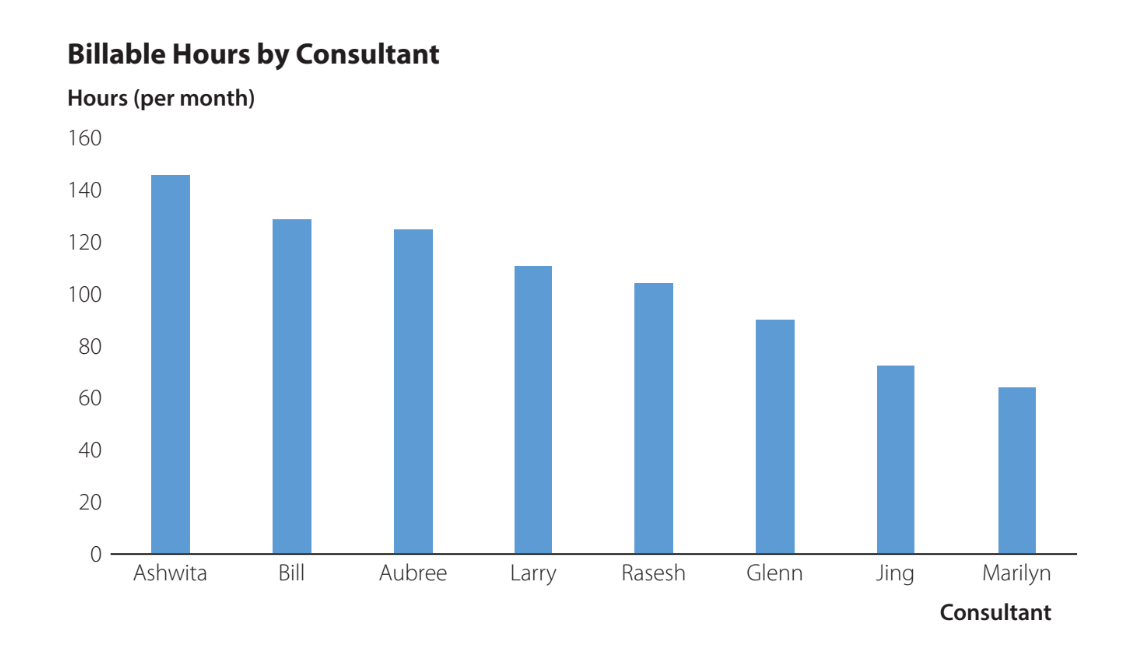 Billable Hours by Consultant
Hours (per month)
160
140
120
100
80
60
40
20
0
Ashwita Bill Aubree Larry Rasesh Glenn Jing Marilyn
Consultant